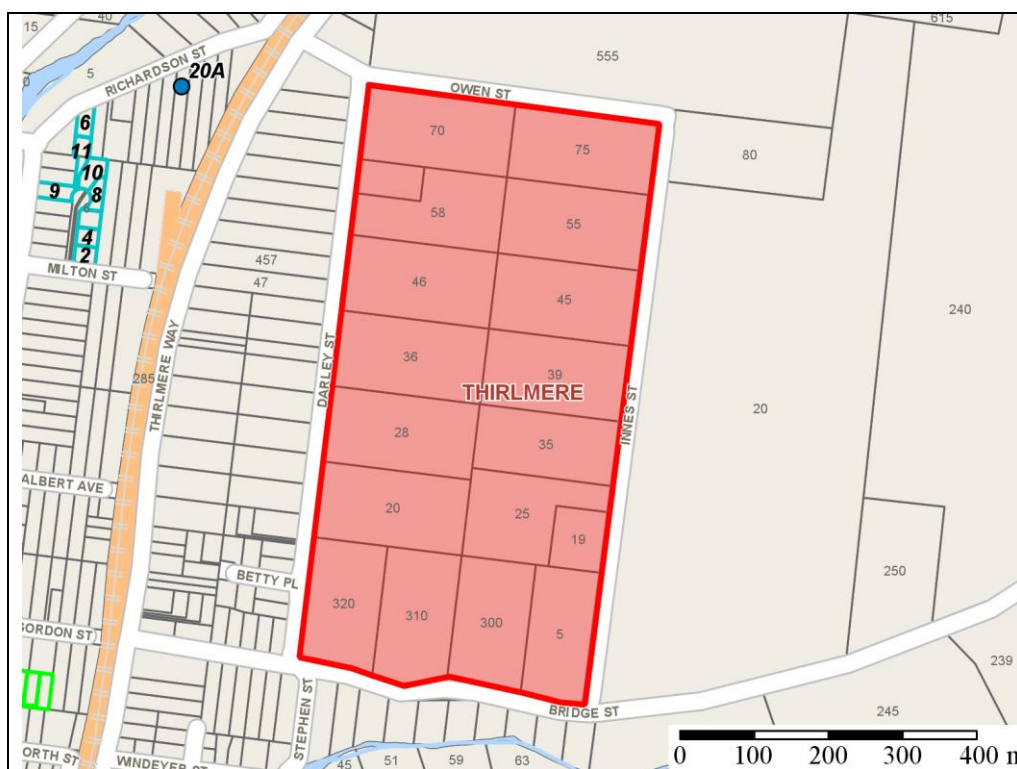 15
40
615
RICHARDSON ST
20A
5
555
OWEN ST
6
70
75
80
11
10
9
8
58
55
4
457
2
MILTON ST
47
46
45
240
DARLEY ST
36
THIRLMERE WAY
285
39
THIRLMERE
INNES ST
20
28
35
ALBERT AVE
20
25
19
BETTY PL
250
320
310
300
5
GORDON ST
239
STEPHEN ST
BRIDGE ST
245
ORTH ST
WINDEYER ST
45
51
59
63
0 100 200 300 400 m